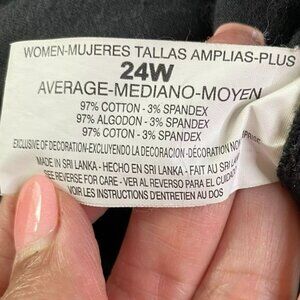 WOMEN-MUJERES TALLAS AMPLIAS-PLUS
24W
AVERAGE-MEDIANO-MOYEN
97% COTTON - 3% SPANDEX
97% ALGODON - 3% SPANDEX
97% COTON - 3% SPANDEX
EXCLUSIVE OF DECORATION-EXCLUYENDO LA DECORACION-DÉCORATION NON
MADE IN SRI LANKA - HECHO EN SRI LANKA - FAIT AU SRI
SEE REVERSE FOR CARE - VER AL REVERSO PARA EL CUIDADO
VOIR LES INSTRUCTIONS D'ENTRETIEN AU DOS